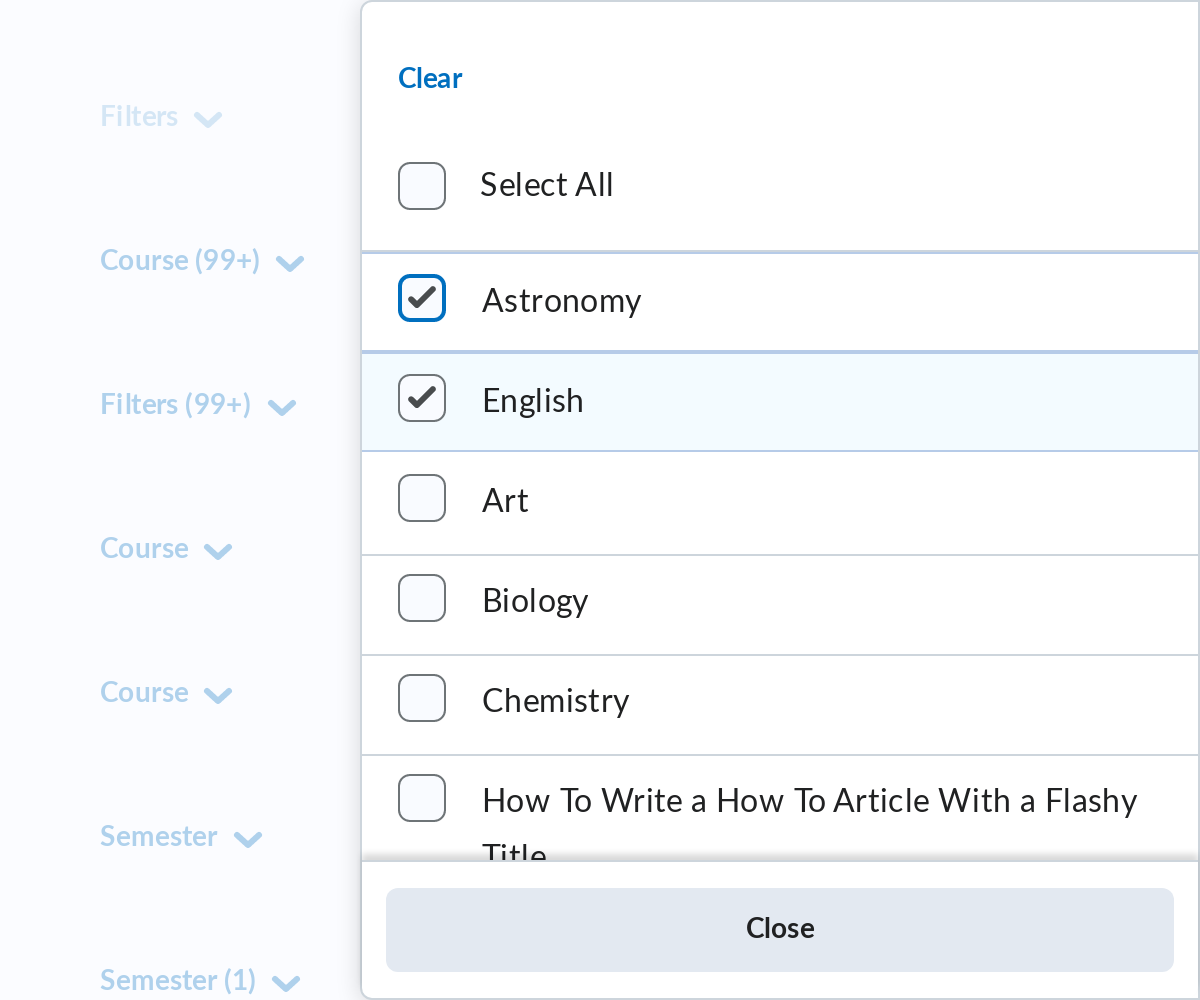 Filters
Course (99+)
Filters (99+)
Course
Course
Semester
Semester (1)
Clear
Select All
Astronomy
English
Art
Biology
Chemistry
How To Write a How To Article With a Flashy
Title
Close